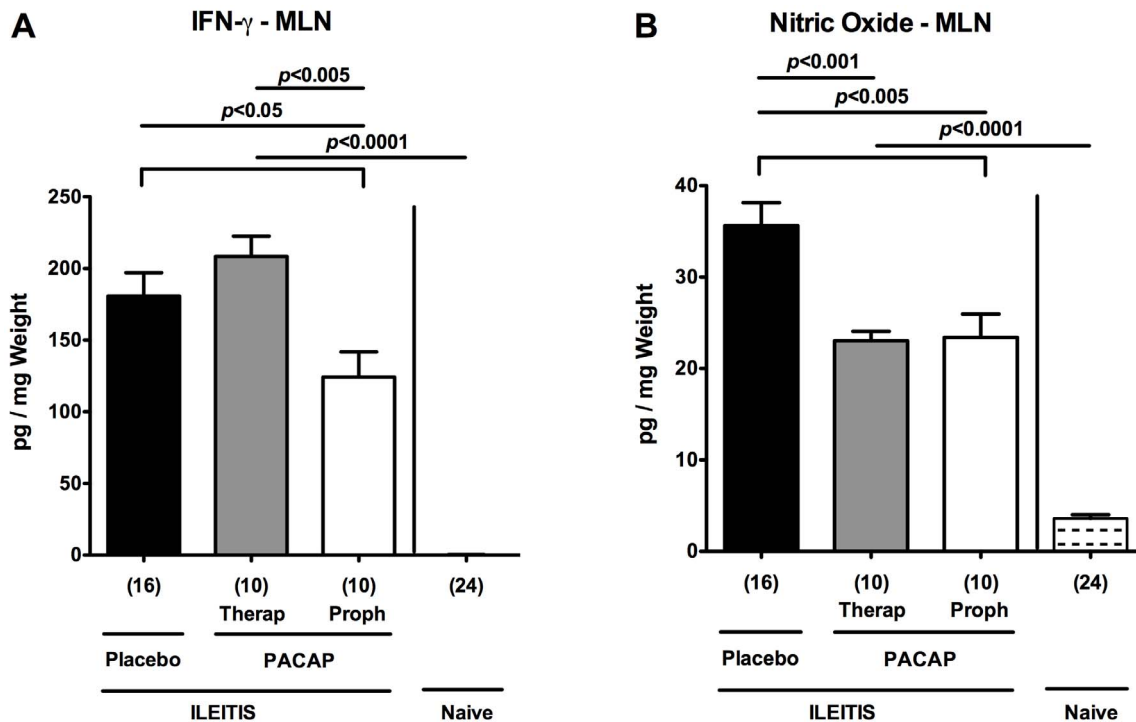 A
IFN-γ - MLN
p<0.005
p<0.05
p<0.0001
250
200
150
100
50
0
pg / mg Weight
(16) (10) (10) (24)
Therap Proph
Placebo PACAP
ILEITIS Naive
B
Nitric Oxide - MLN
p<0.001
p<0.005
p<0.0001
40
30
20
10
0
pg / mg Weight
(16) (10) (10) (24)
Therap Proph
Placebo PACAP
ILEITIS Naive